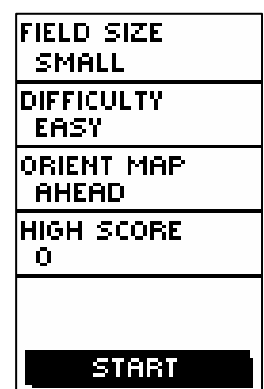 FIELD SIZE
SMALL
DIFFICULTY
EASY
ORIENT MAP
AHEAD
HIGH SCORE
0
START